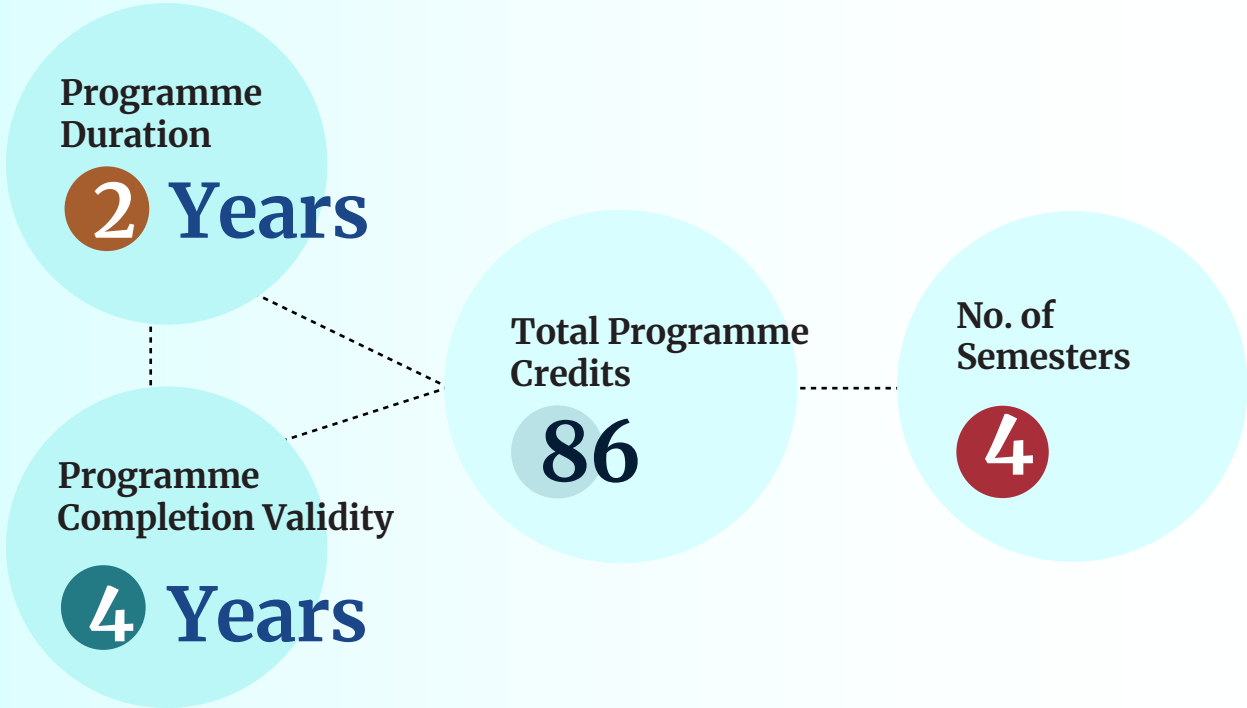 Programme
Duration
2 Years
Programme
Completion Validity
4 Years
Total Programme
Credits
86
No. of
Semesters
4